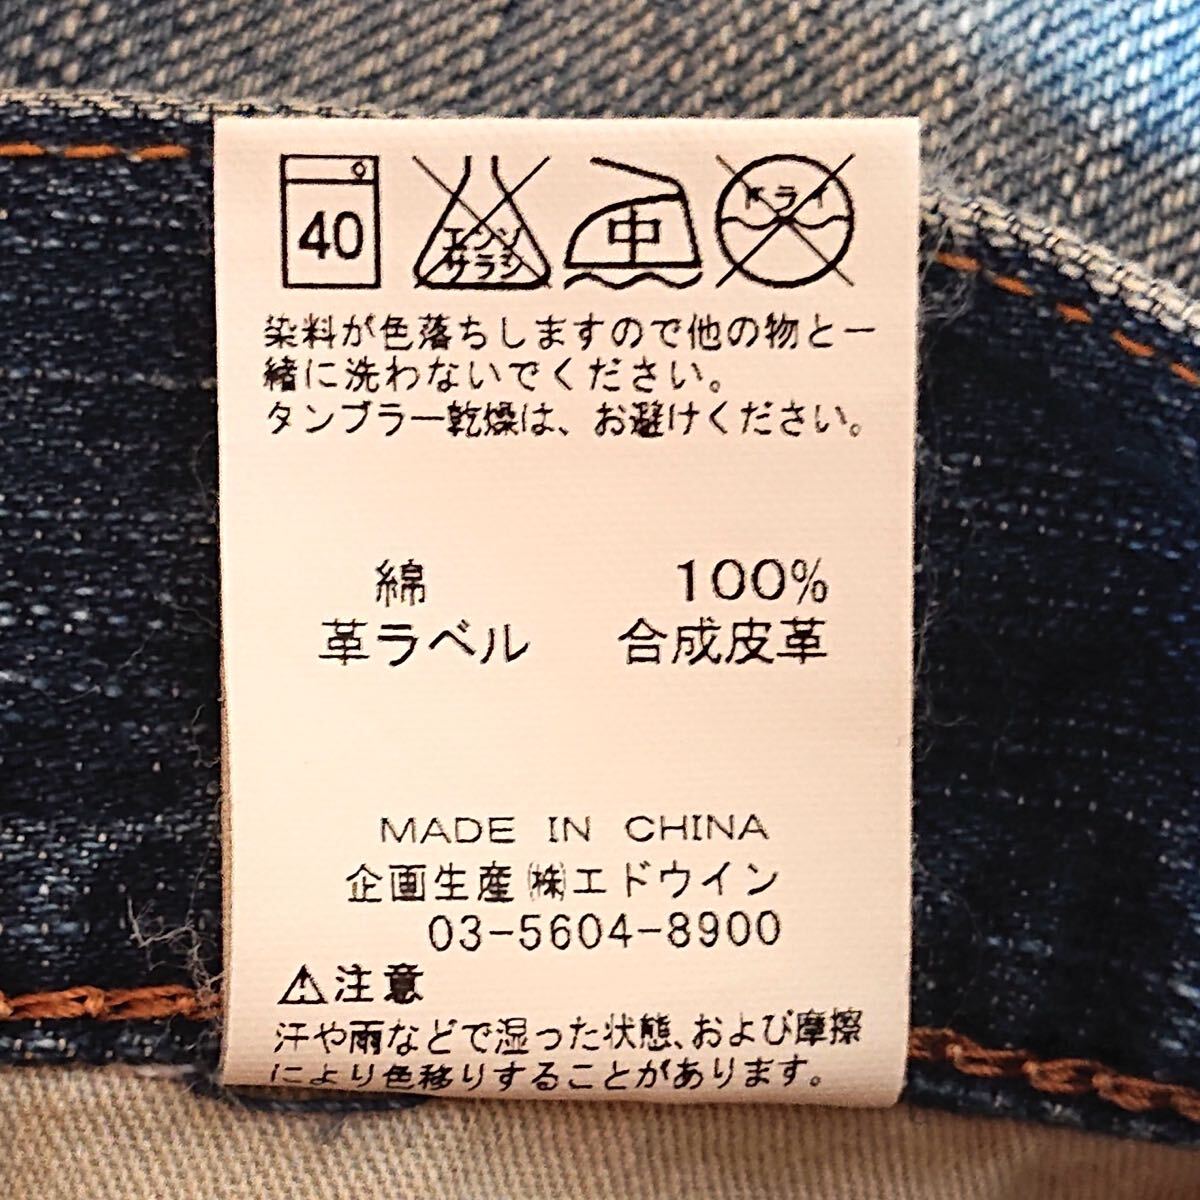 40 エンソ 中 ドライ
サラシ
染料が色落ちしますので他の物と一
緒に洗わないでください。
タンブラー乾燥は、お避けください。
綿 100%
革ラベル 合成皮革
MADE IN CHINA
企画生産㈱エドウイン
03-5604-8900
⚠注意
汗や雨などで湿った状態、および摩擦
により色移りすることがあります。